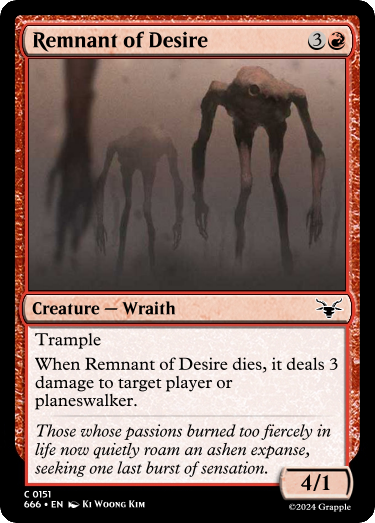 Remnant of Desire 3
Creature — Wraith
Trample
When Remnant of Desire dies, it deals 3
damage to target player or
planeswalker.
Those whose passions burned too fiercely in
life now quietly roam an ashen expanse,
seeking one last burst of sensation.
4/1
C 0151
666 • EN Ki Woong Kim
©2024 Grapple